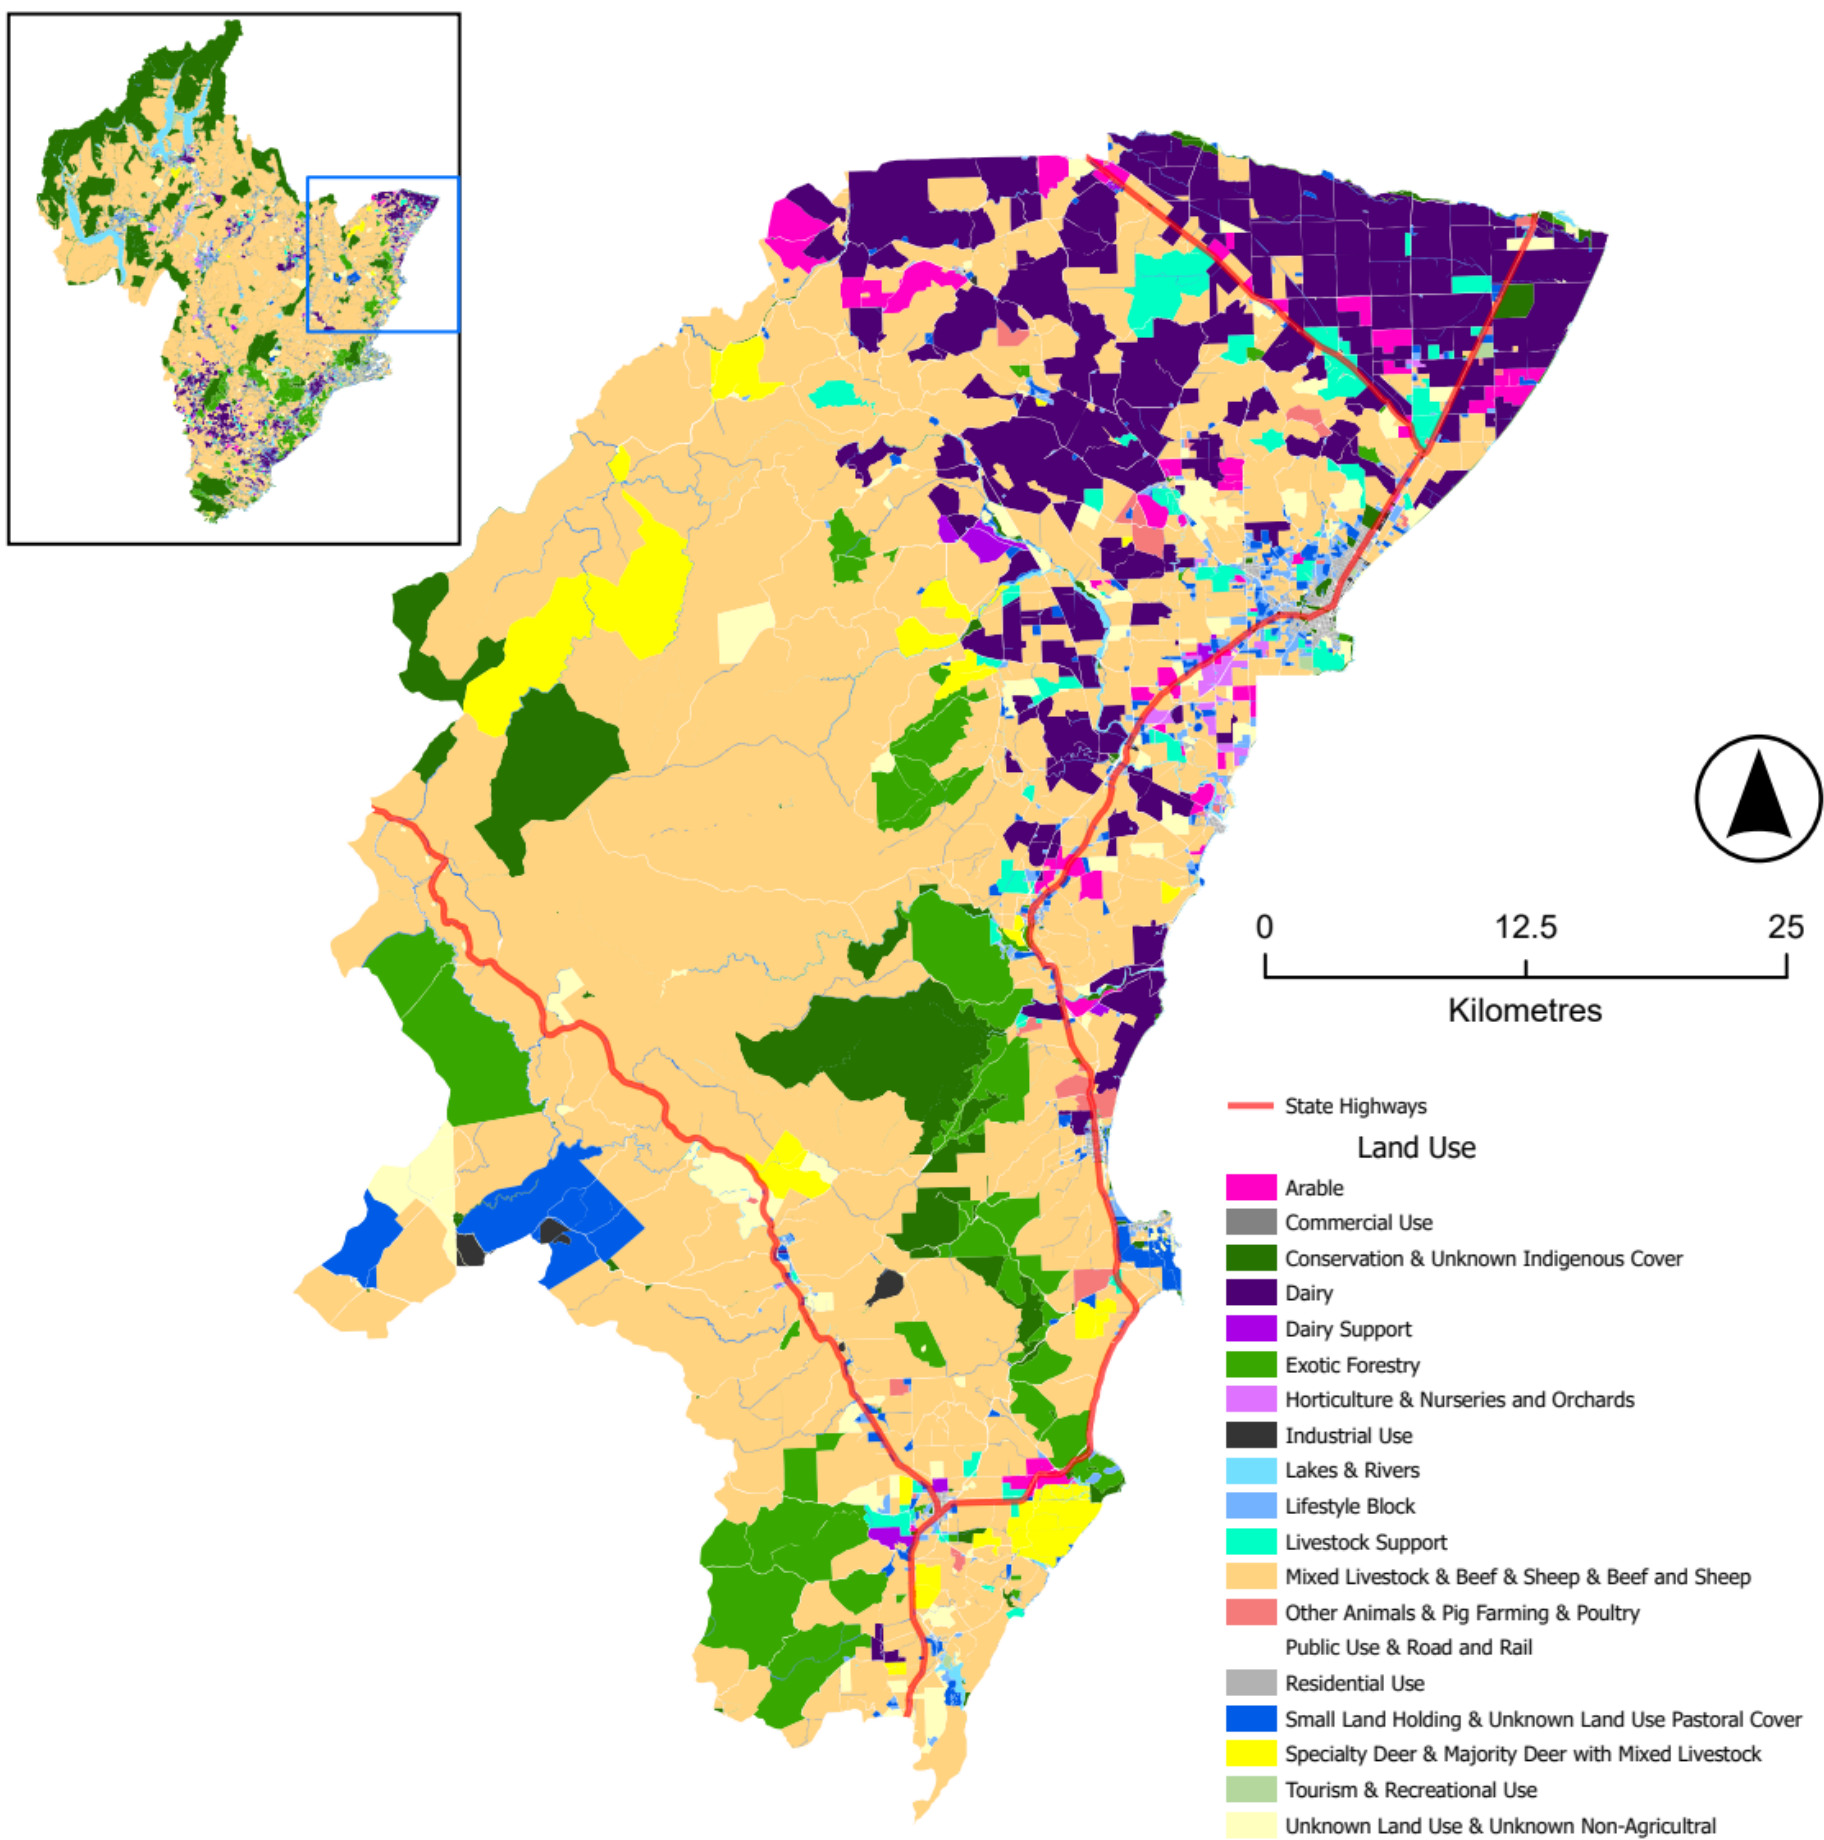 0 12.5 25
Kilometres
State Highways
Land Use
Arable
Commercial Use
Conservation & Unknown Indigenous Cover
Dairy
Dairy Support
Exotic Forestry
Horticulture & Nurseries and Orchards
Industrial Use
Lakes & Rivers
Lifestyle Block
Livestock Support
Mixed Livestock & Beef & Sheep & Beef and Sheep
Other Animals & Pig Farming & Poultry
Public Use & Road and Rail
Residential Use
Small Land Holding & Unknown Land Use Pastoral Cover
Specialty Deer & Majority Deer with Mixed Livestock
Tourism & Recreational Use
Unknown Land Use & Unknown Non-Agricultral